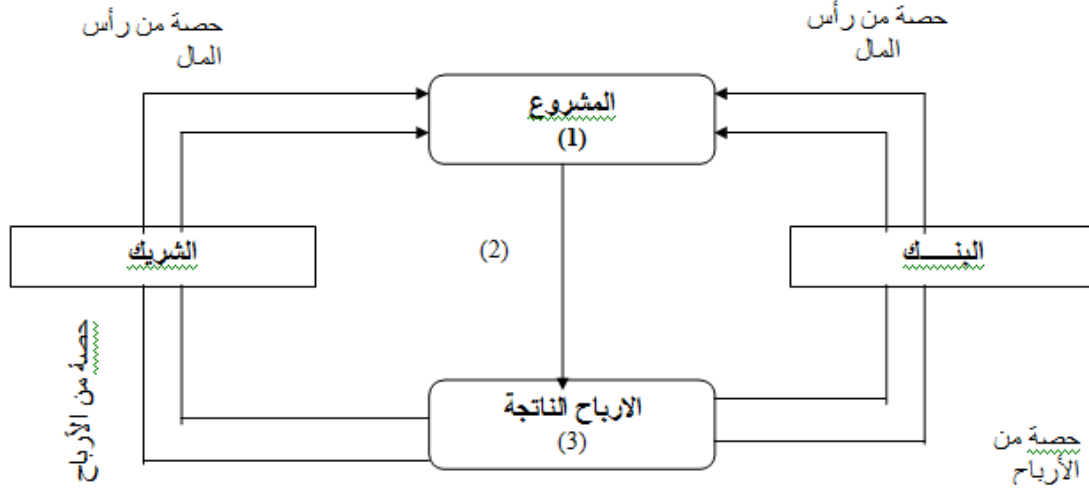 حصة من رأس
المال
حصة من رأس
المال
المشروع
(1)
البنــــك
الشريك
(2)
حصة من الأرباح
الارباح الناتجة
(3)
حصة من
الأرباح